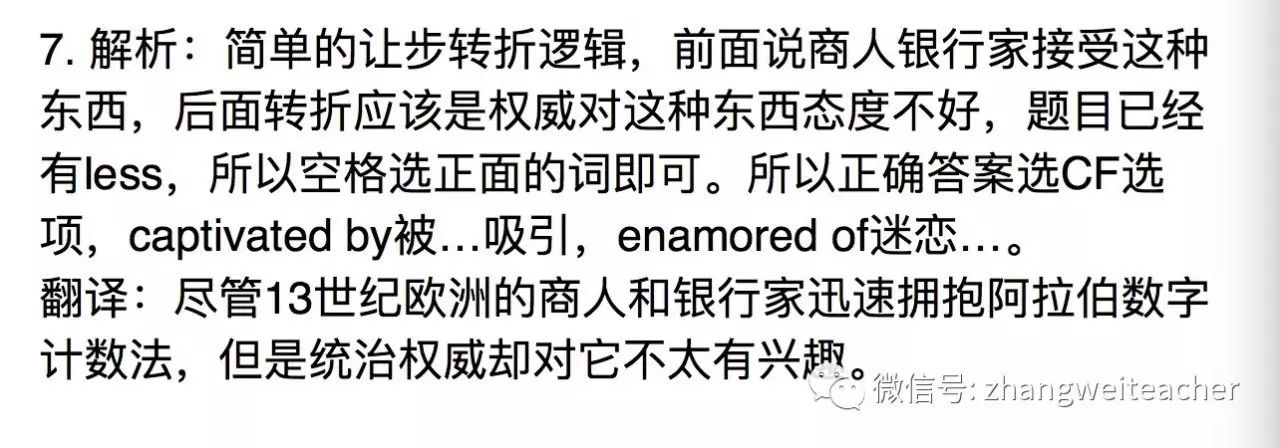 7. 解析：简单的让步转折逻辑，前面说商人银行家接受这种
东西，后面转折应该是权威对这种东西态度不好，题目已经
有less，所以空格选正面的词即可。所以正确答案选CF选
项，captivated by被…吸引，enamored of迷恋…。
翻译：尽管13世纪欧洲的商人和银行家迅速拥抱阿拉伯数字
计数法，但是统治权威却对它不太有兴趣。
微信号: zhangweiteacher